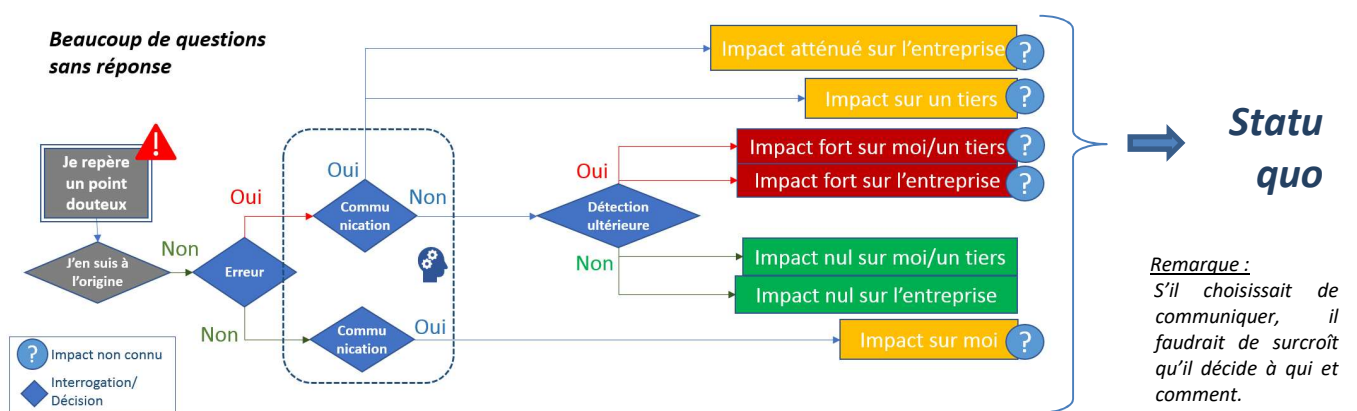 Beaucoup de questions
sans réponse
Je repère
un point
douteux
J'en suis à
l'origine
Non
Erreur
Oui
Non
Oui
Commu
nication
Non
Commu
nication
Oui
Détection
ultérieure
Oui
Non
Impact atténué sur l'entreprise ?
Impact sur un tiers ?
Impact fort sur moi/un tiers ?
Impact fort sur l'entreprise ?
Impact nul sur moi/un tiers
Impact nul sur l'entreprise
Impact sur moi ?
Statu
quo
Remarque :
S'il choisissait de
communiquer, il
faudrait de surcroît
qu'il décide à qui et
comment.
? Impact non connu
Interrogation/
Décision